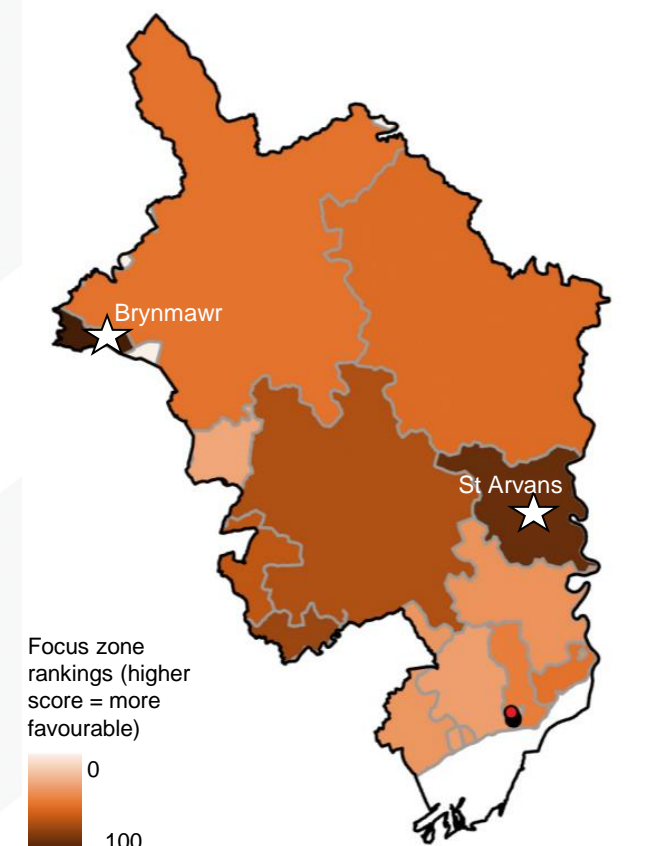 Brynmawr
St Arvans
Focus zone
rankings (higher
score = more
favourable)
0
100